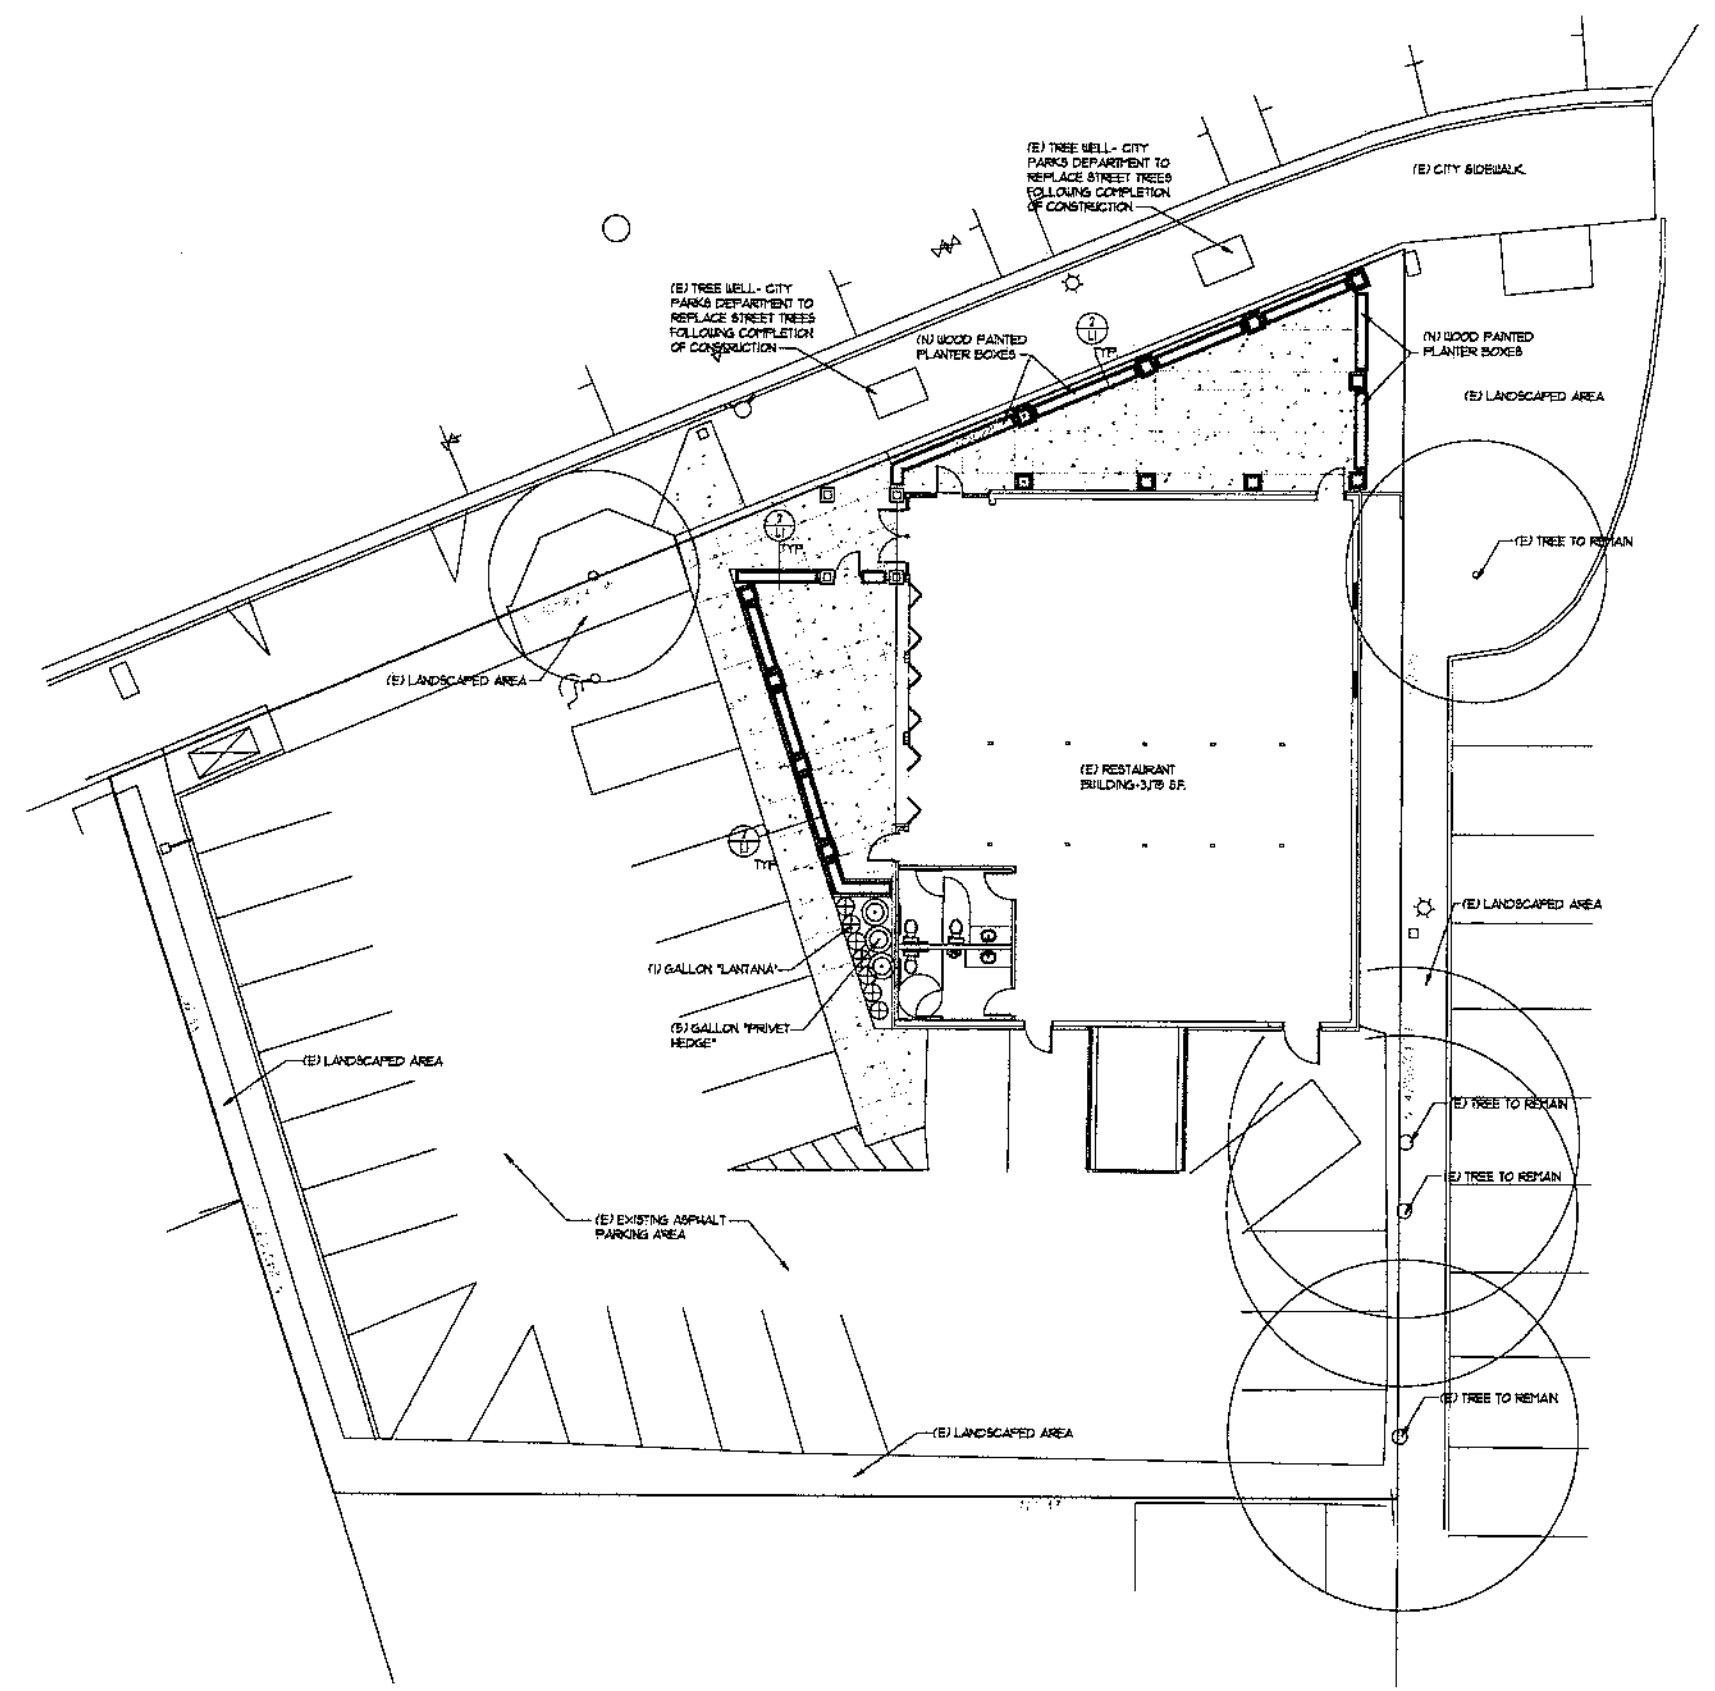 (E) TREE WELL- CITY
PARKS DEPARTMENT TO
REPLACE STREET TREES
FOLLOWING COMPLETION
OF CONSTRUCTION
(E) CITY SIDEWALK
(E) TREE WELL- CITY
PARKS DEPARTMENT TO
REPLACE STREET TREES
FOLLOWING COMPLETION
OF CONSTRUCTION
(N) WOOD PAINTED
PLANTER BOXES
2
L1
TYP.
(N) WOOD PAINTED
PLANTER BOXES
(E) LANDSCAPED AREA
2
L1
TYP.
(E) TREE TO REMAIN
(E) LANDSCAPED AREA
(E) RESTAURANT
L1
TYP.
(E) LANDSCAPED AREA
(1) GALLON "LANTANA"
(5) GALLON "PRIVET
HEDGE"
(E) LANDSCAPED AREA
(E) TREE TO REMAIN
(E) TREE TO REMAIN
(E) EXISTING ASPHALT
PARKING AREA
(E) TREE TO REMAIN
(E) LANDSCAPED AREA